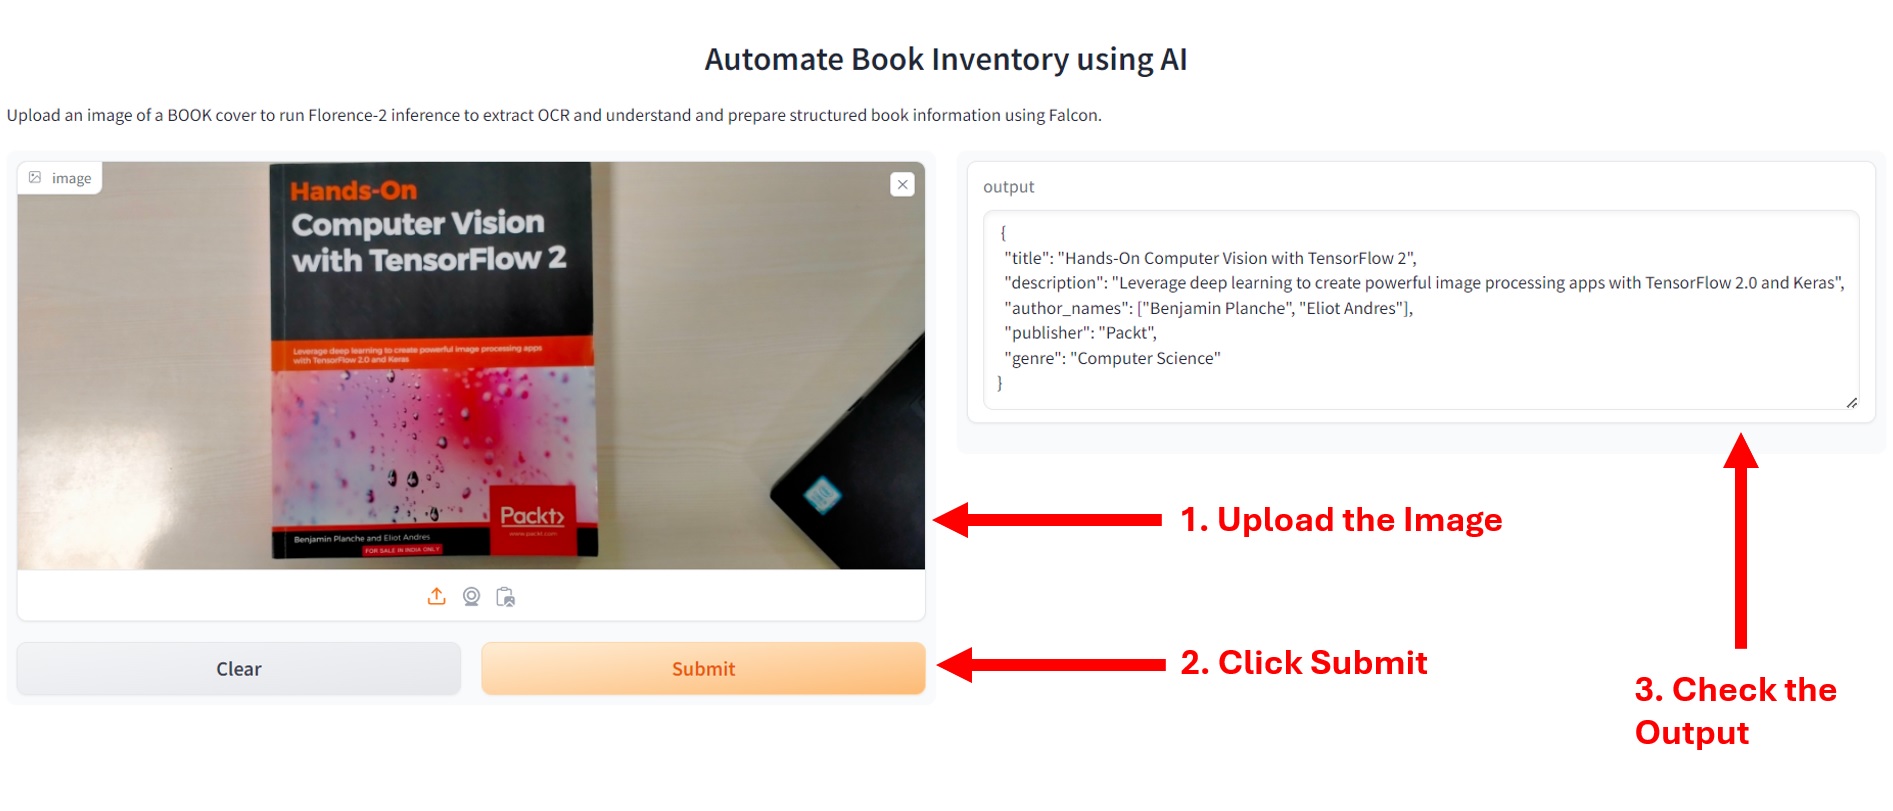 Automate Book Inventory using AI
Upload an image of a BOOK cover to run Florence-2 inference to extract OCR and understand and prepare structured book information using Falcon.
image
Hands-On
Computer Vision
with TensorFlow 2
Leverage deep learning to create powerful image processing apps
with TensorFlow 2.0 and Keras
Packt>
www.packt.com
Benjamin Planche and Eliot Andres
FOR SALE IN INDIA ONLY
Clear
Submit
output
{
"title": "Hands-On Computer Vision with TensorFlow 2",
"description": "Leverage deep learning to create powerful image processing apps with TensorFlow 2.0 and Keras",
"author_names": ["Benjamin Planche", "Eliot Andres"],
"publisher": "Packt",
"genre": "Computer Science"
}
1. Upload the Image
2. Click Submit
3. Check the
Output